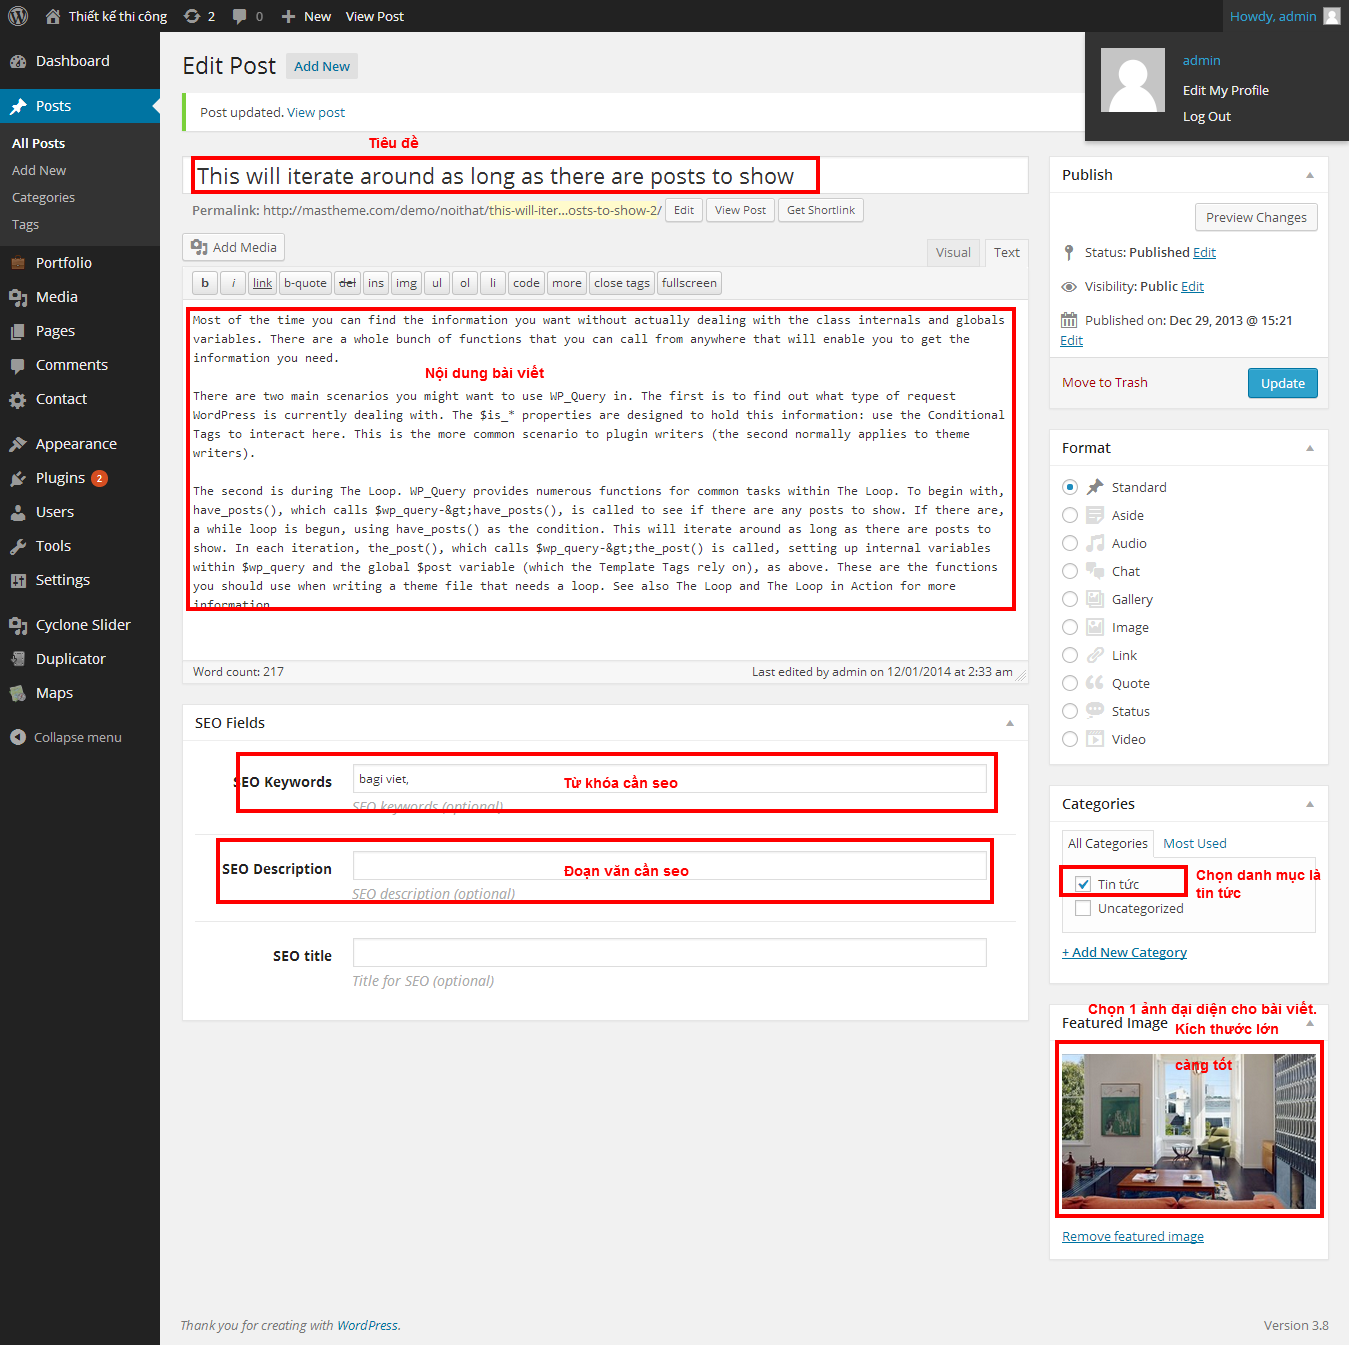 Thiết kế thi công
2
0
New
View Post
Howdy, admin
admin
Edit My Profile
Log Out
Dashboard
Posts
All Posts
Add New
Categories
Tags
Portfolio
Media
Pages
Comments
Contact
Appearance
Plugins 2
Users
Tools
Settings
Cyclone Slider
Duplicator
Maps
Collapse menu
Edit Post
Add New
Post updated. View post
Tiêu đề
This will iterate around as long as there are posts to show
Permalink: http://mastheme.com/demo/noithat/this-will-iter...osts-to-show-2/
Edit
View Post
Get Shortlink
Add Media
Visual
Text
b
i
link
b-quote
del
ins
img
ul
ol
li
code
more
close tags
fullscreen
Most of the time you can find the information you want without actually dealing with the class internals and globals
variables. There are a whole bunch of functions that you can call from anywhere that will enable you to get the
information you need.
Nội dung bài viết
There are two main scenarios you might want to use WP_Query in. The first is to find out what type of request
WordPress is currently dealing with. The $is_* properties are designed to hold this information: use the Conditional
Tags to interact here. This is the more common scenario to plugin writers (the second normally applies to theme
writers).
The second is during The Loop. WP_Query provides numerous functions for common tasks within The Loop. To begin with,
have_posts(), which calls $wp_query-&gt;have_posts(), is called to see if there are any posts to show. If there are,
a while loop is begun, using have_posts() as the condition. This will iterate around as long as there are posts to
show. In each iteration, the_post(), which calls $wp_query-&gt;the_post() is called, setting up internal variables
within $wp_query and the global $post variable (which the Template Tags rely on), as above. These are the functions
you should use when writing a theme file that needs a loop. See also The Loop and The Loop in Action for more
information
Word count: 217
Last edited by admin on 12/01/2014 at 2:33 am
SEO Fields
SEO Keywords
bagi viet,
Từ khóa cần seo
SEO keywords (optional)
SEO Description
Đoạn văn cần seo
SEO description (optional)
SEO title
Title for SEO (optional)
Publish
Preview Changes
Status: Published Edit
Visibility: Public Edit
Published on: Dec 29, 2013 @ 15:21
Edit
Move to Trash
Update
Format
Standard
Aside
Audio
Chat
Gallery
Image
Link
Quote
Status
Video
Categories
All Categories
Most Used
Tin tức
Uncategorized
Chọn danh mục là
tin tức
+ Add New Category
Chọn 1 ảnh đại diện cho bài viết.
Featured Image
Kích thước lớn
càng tốt
Remove featured image
Thank you for creating with WordPress.
Version 3.8